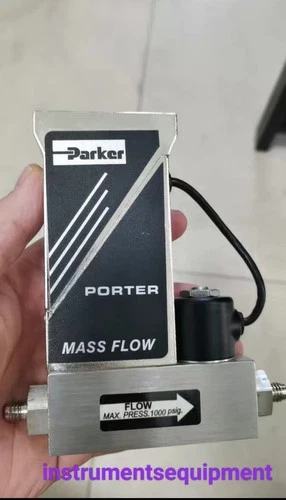 Parker
PORTER
MASS FLOW
FLOW
MAX. PRESS.1000 psig.
instrumentsequipment